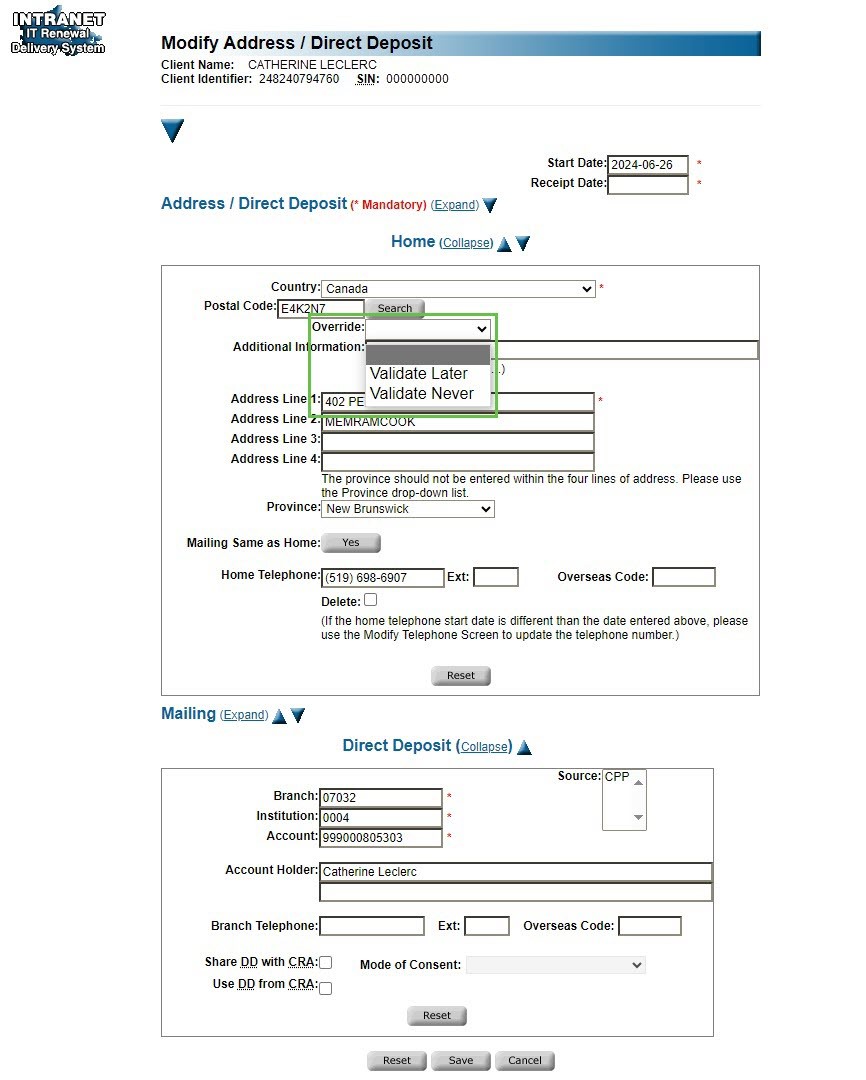 INTRANET
IT Renewal
Delivery System
Modify Address / Direct Deposit
Client Name: CATHERINE LECLERC
Client Identifier: 248240794760 SIN: 000000000
Start Date: 2024-06-26 *
Receipt Date: *
Address / Direct Deposit (* Mandatory) (Expand)
Home (Collapse)
Country: Canada *
Postal Code: E4K2N7 Search
Override:
Additional Information:
Validate Later
Validate Never
.)
Address Line 1: 402 PE *
Address Line 2: MEMRAMCOOK
Address Line 3:
Address Line 4:
The province should not be entered within the four lines of address. Please use
the Province drop-down list.
Province: New Brunswick
Mailing Same as Home: Yes
Home Telephone: (519) 698-6907 Ext: Overseas Code:
Delete:
(If the home telephone start date is different than the date entered above, please
use the Modify Telephone Screen to update the telephone number.)
Reset
Mailing (Expand)
Direct Deposit (Collapse)
Source: CPP
Branch: 07032 *
Institution: 0004 *
Account: 999000805303 *
Account Holder: Catherine Leclerc
Branch Telephone: Ext: Overseas Code:
Share DD with CRA: Mode of Consent:
Use DD from CRA:
Reset
Reset Save Cancel